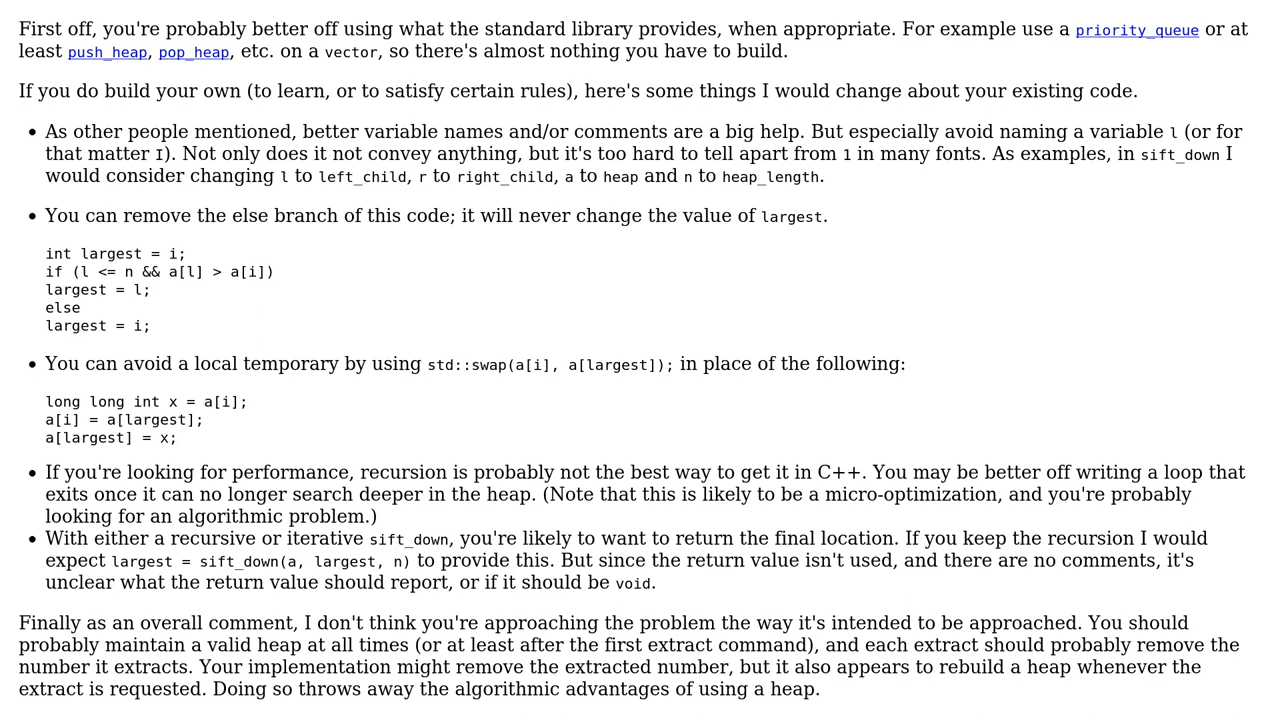 First off, you're probably better off using what the standard library provides, when appropriate. For example use a priority_queue or at
least push_heap, pop_heap, etc. on a vector, so there's almost nothing you have to build.
If you do build your own (to learn, or to satisfy certain rules), here's some things I would change about your existing code.
• As other people mentioned, better variable names and/or comments are a big help. But especially avoid naming a variable l (or for
that matter I). Not only does it not convey anything, but it's too hard to tell apart from 1 in many fonts. As examples, in sift_down I
would consider changing l to left_child, r to right_child, a to heap and n to heap_length.
• You can remove the else branch of this code; it will never change the value of largest.
int largest = i;
if (l <= n && a[l] > a[i])
largest = l;
else
largest = i;
• You can avoid a local temporary by using std::swap(a[i], a[largest]); in place of the following:
long long int x = a[i];
a[i] = a[largest];
a[largest] = x;
• If you're looking for performance, recursion is probably not the best way to get it in C++. You may be better off writing a loop that
exits once it can no longer search deeper in the heap. (Note that this is likely to be a micro-optimization, and you're probably
looking for an algorithmic problem.)
• With either a recursive or iterative sift_down, you're likely to want to return the final location. If you keep the recursion I would
expect largest = sift_down(a, largest, n) to provide this. But since the return value isn't used, and there are no comments, it's
unclear what the return value should report, or if it should be void.
Finally as an overall comment, I don't think you're approaching the problem the way it's intended to be approached. You should
probably maintain a valid heap at all times (or at least after the first extract command), and each extract should probably remove the
number it extracts. Your implementation might remove the extracted number, but it also appears to rebuild a heap whenever the
extract is requested. Doing so throws away the algorithmic advantages of using a heap.